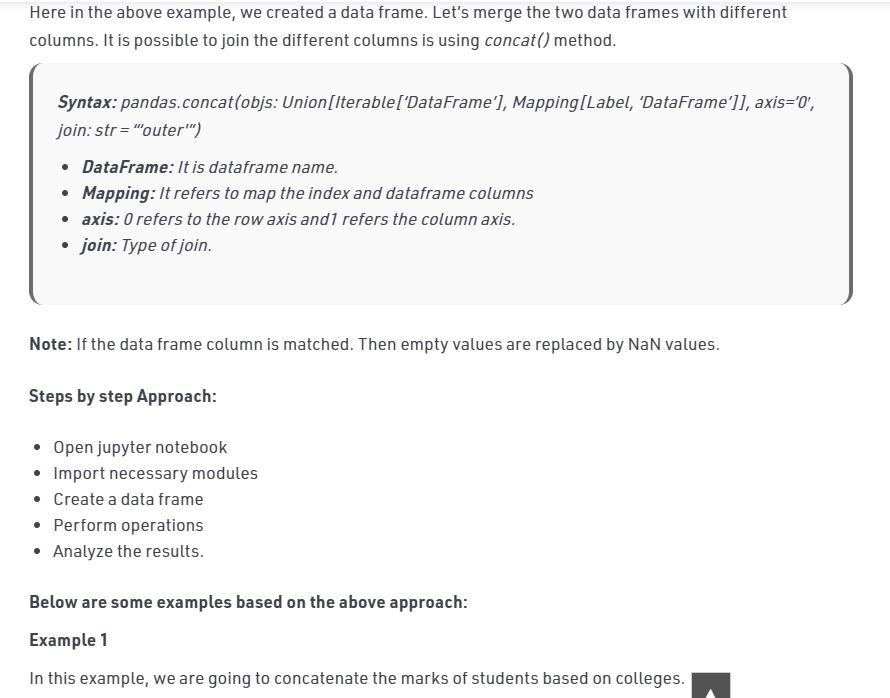 Here in the above example, we created a data frame. Let’s merge the two data frames with different
columns. It is possible to join the different columns is using concat() method.
Syntax: pandas.concat(objs: Union[Iterable[‘DataFrame’], Mapping[Label, ‘DataFrame’]], axis=’0′,
join: str = “‘outer'”)
• DataFrame: It is dataframe name.
• Mapping: It refers to map the index and dataframe columns
• axis: 0 refers to the row axis and1 refers the column axis.
• join: Type of join.
Note: If the data frame column is matched. Then empty values are replaced by NaN values.
Steps by step Approach:
• Open jupyter notebook
• Import necessary modules
• Create a data frame
• Perform operations
• Analyze the results.
Below are some examples based on the above approach:
Example 1
In this example, we are going to concatenate the marks of students based on colleges.